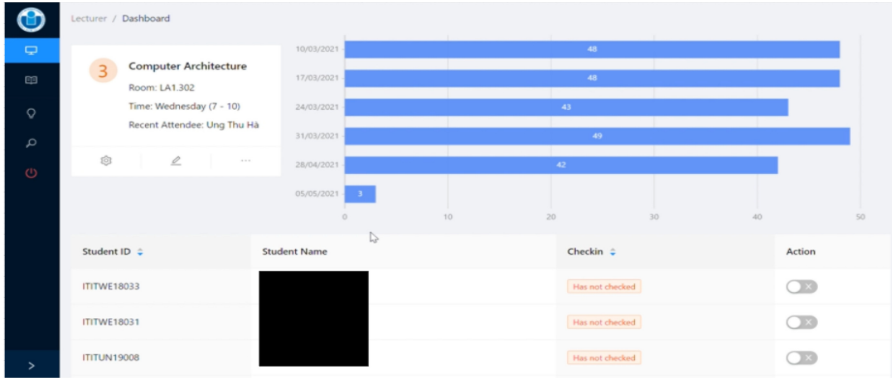 Lecturer / Dashboard
3
Computer Architecture
Room: LA1.302
Time: Wednesday (7 - 10)
Recent Attendee: Ung Thu Hà
10/03/2021 48
17/03/2021 48
24/03/2021 43
31/03/2021 49
28/04/2021 42
05/05/2021 3
0 10 20 30 40 50
Student ID Student Name Checkin Action
ITITWE18033 Has not checked
ITITWE18031 Has not checked
ITITUN19008 Has not checked